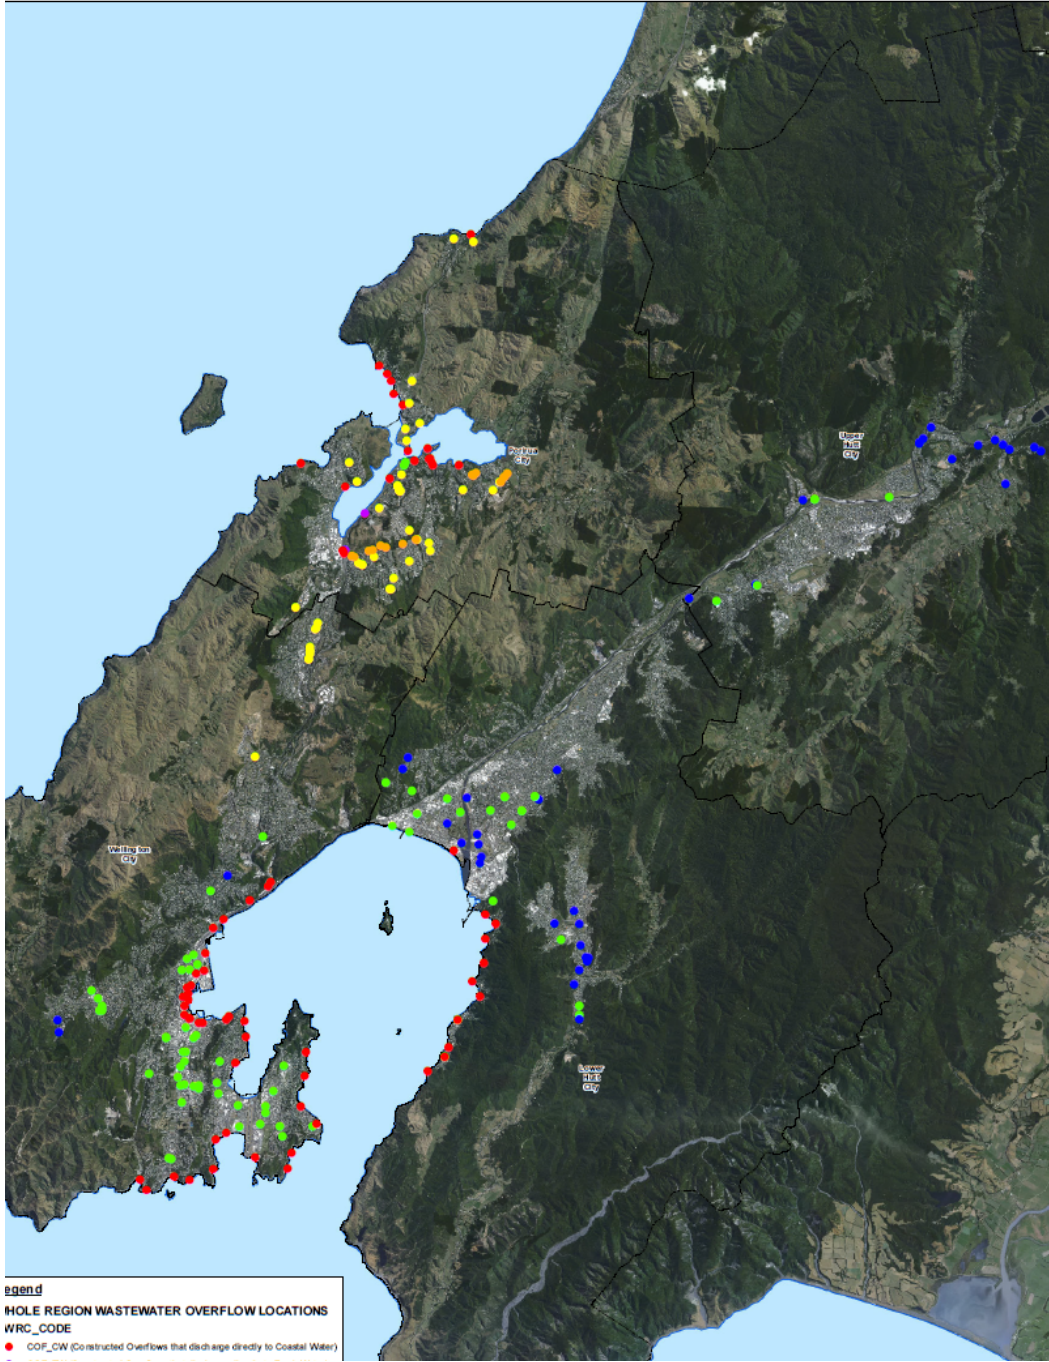 Porirua
City
Upper
Hutt
City
Wellington
City
Lower
Hutt
City
egend
HOLE REGION WASTEWATER OVERFLOW LOCATIONS
WRC_CODE
COF_CW (Constructed Overflows that discharge directly to Coastal Water)